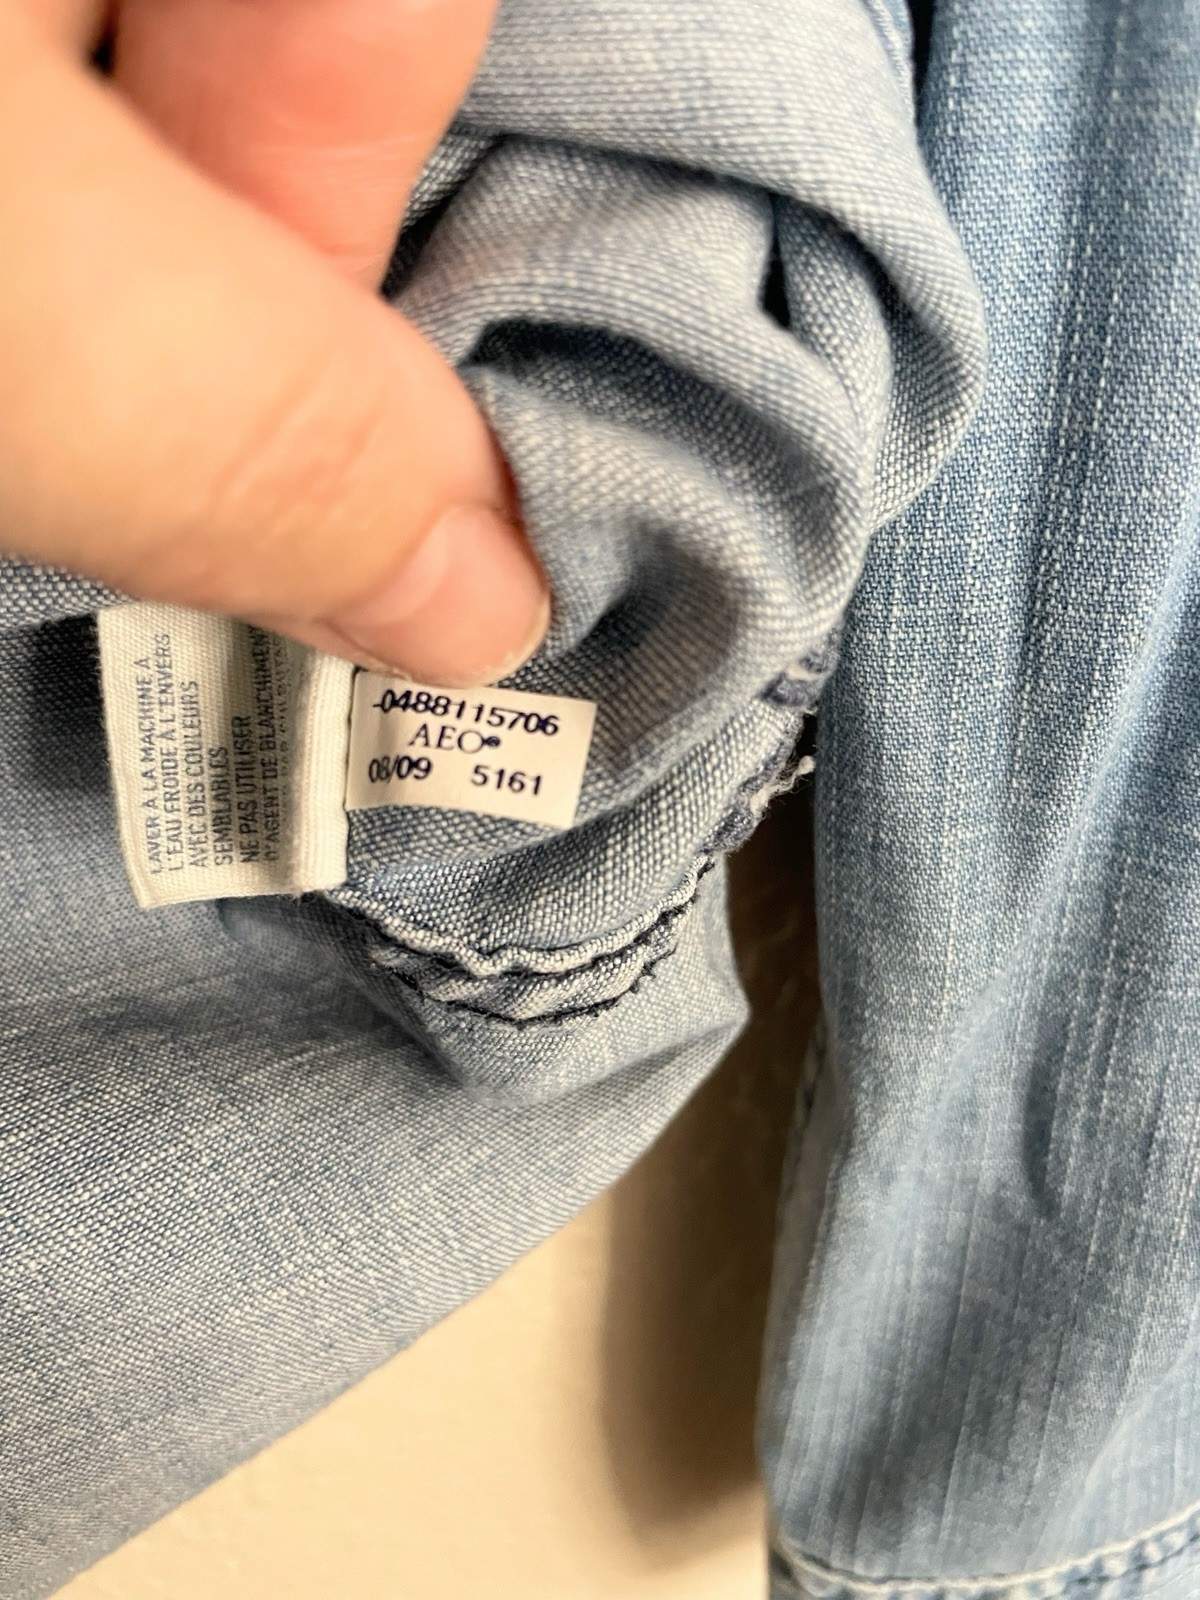 -0488115706
AEO®
08/09 5161
LAVER À LA MACHINE À
L'EAU FROIDE À L'ENVERS
AVEC DES COULEURS
SEMBLABLES
NE PAS UTILISER
D'AGENT DE BLANCHIMENT